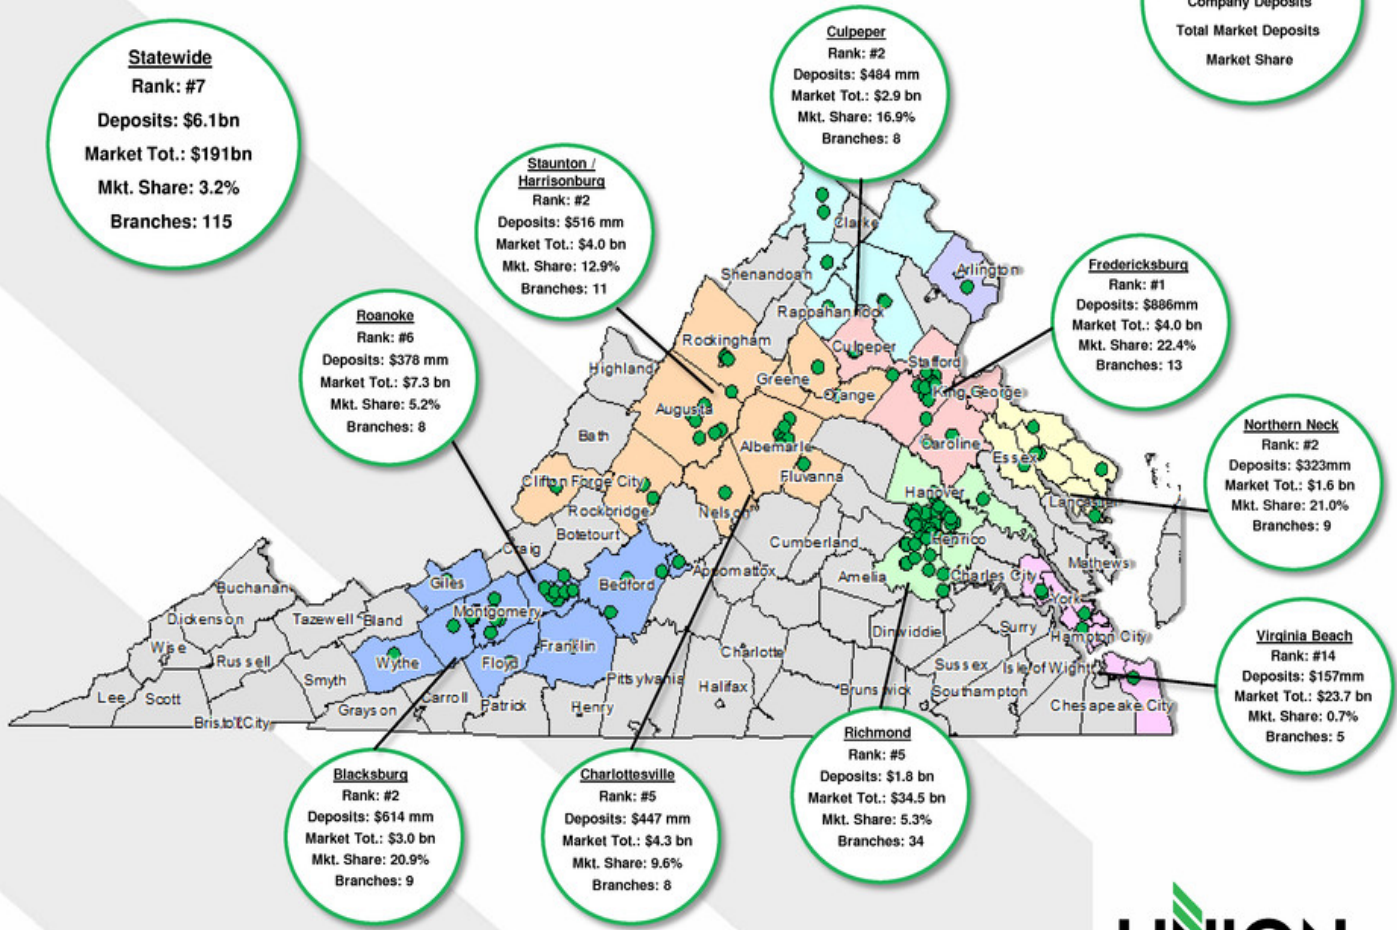 Company Deposits
Total Market Deposits
Market Share
Statewide
Rank: #7
Deposits: $6.1bn
Market Tot.: $191bn
Mkt. Share: 3.2%
Branches: 115
Culpeper
Rank: #2
Deposits: $484 mm
Market Tot.: $2.9 bn
Mkt. Share: 16.9%
Branches: 8
Staunton /
Harrisonburg
Rank: #2
Deposits: $516 mm
Market Tot.: $4.0 bn
Mkt. Share: 12.9%
Branches: 11
Fredericksburg
Rank: #1
Deposits: $886mm
Market Tot.: $4.0 bn
Mkt. Share: 22.4%
Branches: 13
Roanoke
Rank: #6
Deposits: $378 mm
Market Tot.: $7.3 bn
Mkt. Share: 5.2%
Branches: 8
Northern Neck
Rank: #2
Deposits: $323mm
Market Tot.: $1.6 bn
Mkt. Share: 21.0%
Branches: 9
Virginia Beach
Rank: #14
Deposits: $157mm
Market Tot.: $23.7 bn
Mkt. Share: 0.7%
Branches: 5
Blacksburg
Rank: #2
Deposits: $614 mm
Market Tot.: $3.0 bn
Mkt. Share: 20.9%
Branches: 9
Charlottesville
Rank: #5
Deposits: $447 mm
Market Tot.: $4.3 bn
Mkt. Share: 9.6%
Branches: 8
Richmond
Rank: #5
Deposits: $1.8 bn
Market Tot.: $34.5 bn
Mkt. Share: 5.3%
Branches: 34
Clarke
Arlington
Shenandoah
Rappahannock
Rockingham
Culpeper
Stafford
Highland
Greene
King George
Orange
Augusta
Bath
Albemarle
Caroline
Essex
Fluvanna
Clifton Forge City
Hanover
Lancaster
Rockbridge
Nelson
Botetourt
Cumberland
Henrico
Craig
Mathews
Appomattox
Amelia
Charles City
Buchanan
Giles
Bedford
York
Dickenson
Tazewell
Bland
Montgomery
Surry
Hampton City
Dinwiddie
Wise
Russell
Wythe
Floyd
Franklin
Charlotte
Sussex
Isle of Wight
Smyth
Pittsylvania
Halifax
Brunswick
Southampton
Lee
Scott
Carroll
Patrick
Grayson
Henry
Chesapeake City
Bristol City
UNION